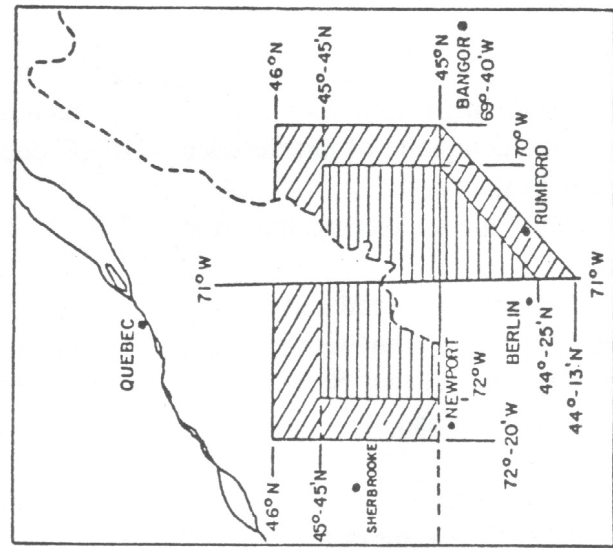 QUEBEC
71° W
46° N
45°-45'N
46° N
45°-45'N
SHERBROOKE
45° N
BANGOR
69°-40'W
NEWPORT
72° W
72°-20'W
70° W
RUMFORD
BERLIN
44°-25'N
44°-13'N
71° W